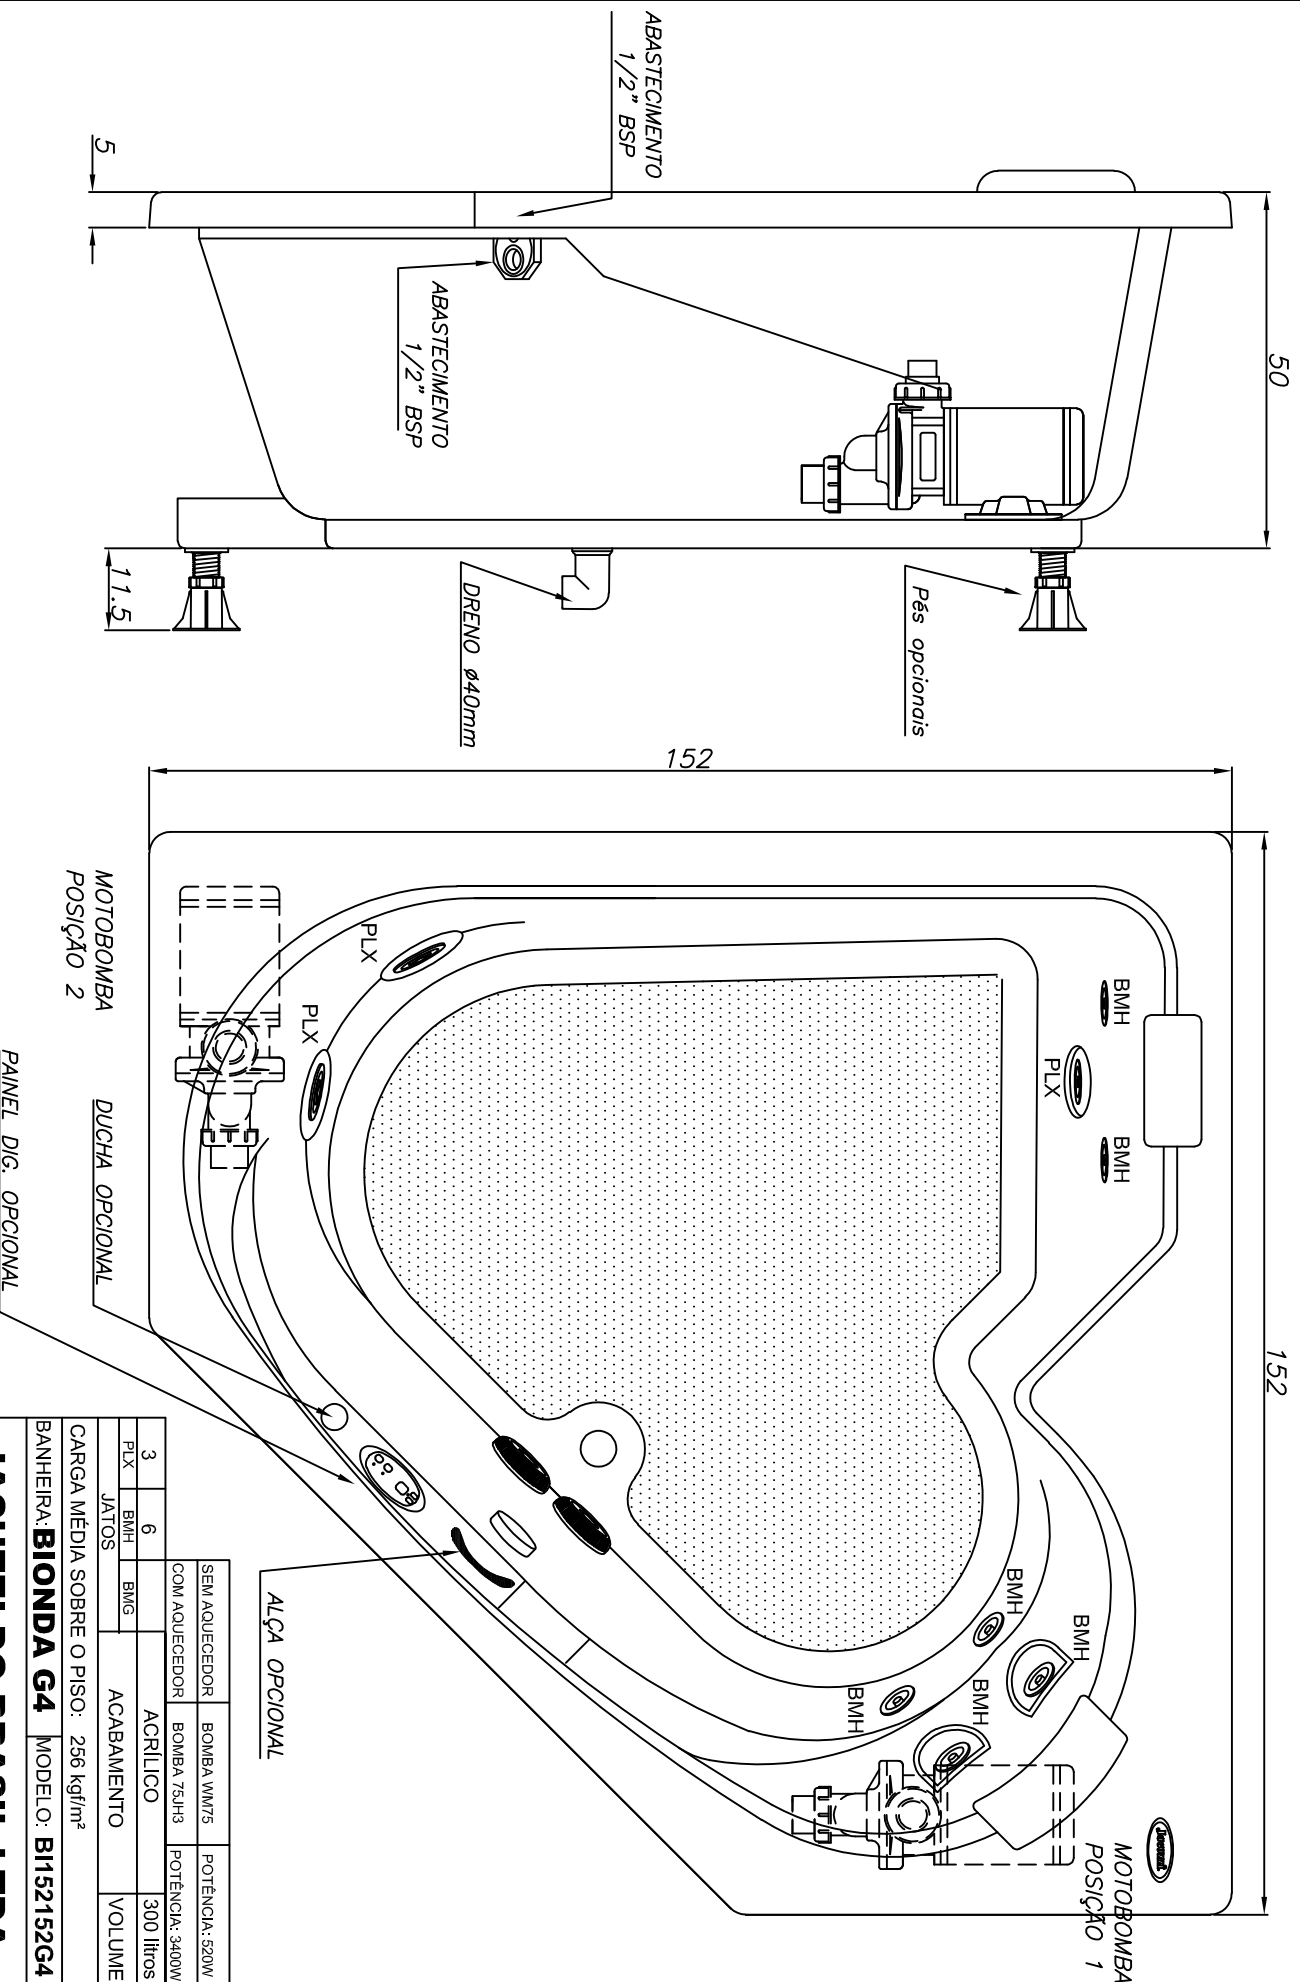 ABASTECIMENTO
1/2" BSP
5
50
ABASTECIMENTO
1/2" BSP
11.5
DRENO ø40mm
Pés opcionais
152
152
MOTOBOMBA
POSIÇÃO 2
PLX
PLX
BMH
PLX
BMH
DUCHA OPCIONAL
PAINEL DIG. OPCIONAL
ALÇA OPCIONAL
BMH
BMH
BMH
BMH
Jacuzzi
MOTOBOMBA
POSIÇÃO 1
SEM AQUECEDOR BOMBA WM75 POTÊNCIA: 520W
COM AQUECEDOR BOMBA 75JH3 POTÊNCIA: 3400W
3 6 ACRÍLICO 300 litros
PLX BMH BMG
JATOS ACABAMENTO VOLUME
CARGA MÉDIA SOBRE O PISO: 256 kgf/m²
BANHEIRA: BIONDA G4 MODELO: BI152152G4